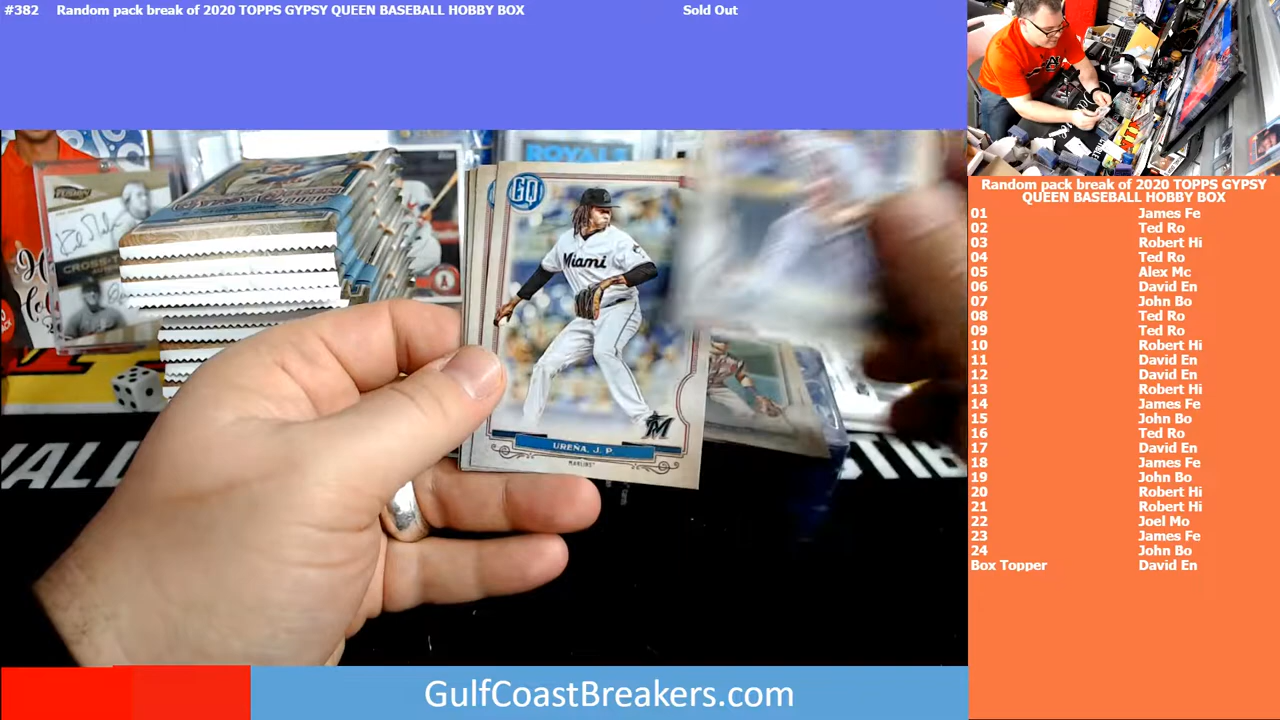 #382 Random pack break of 2020 TOPPS GYPSY QUEEN BASEBALL HOBBY BOX Sold Out
Random pack break of 2020 TOPPS GYPSY
QUEEN BASEBALL HOBBY BOX
01 James Fe
02 Ted Ro
03 Robert Hi
04 Ted Ro
05 Alex Mc
06 David En
07 John Bo
08 Ted Ro
09 Ted Ro
10 Robert Hi
11 David En
12 David En
13 Robert Hi
14 James Fe
15 John Bo
16 Ted Ro
17 David En
18 James Fe
19 John Bo
20 Robert Hi
21 Robert Hi
22 Joel Mo
23 James Fe
24 John Bo
Box Topper David En
ROYALS
FUSION
GQ
Miami
M
UREÑA, J. P.
MARLINS
A
GulfCoastBreakers.com